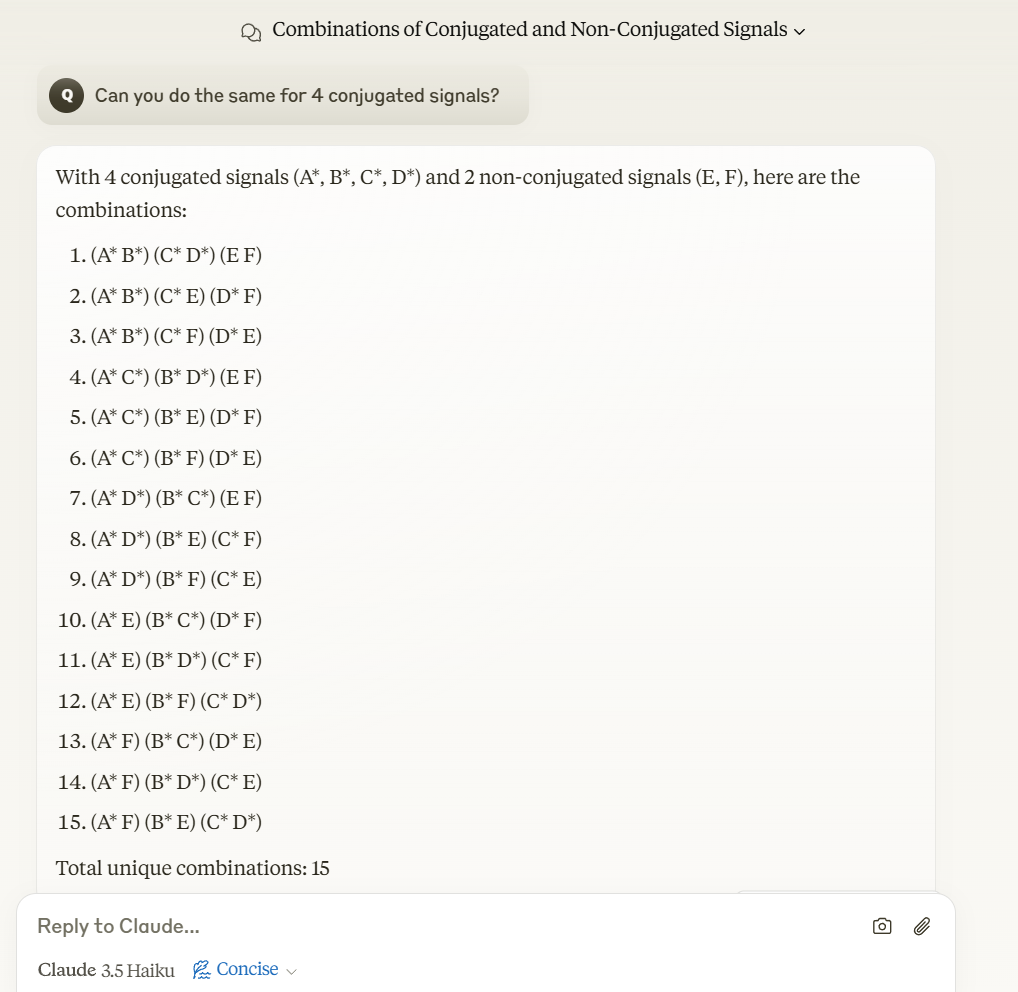 Combinations of Conjugated and Non-Conjugated Signals
Q Can you do the same for 4 conjugated signals?
With 4 conjugated signals (A*, B*, C*, D*) and 2 non-conjugated signals (E, F), here are the
combinations:
1. (A* B*) (C* D*) (E F)
2. (A* B*) (C* E) (D* F)
3. (A* B*) (C* F) (D* E)
4. (A* C*) (B* D*) (E F)
5. (A* C*) (B* E) (D* F)
6. (A* C*) (B* F) (D* E)
7. (A* D*) (B* C*) (E F)
8. (A* D*) (B* E) (C* F)
9. (A* D*) (B* F) (C* E)
10. (A* E) (B* C*) (D* F)
11. (A* E) (B* D*) (C* F)
12. (A* E) (B* F) (C* D*)
13. (A* F) (B* C*) (D* E)
14. (A* F) (B* D*) (C* E)
15. (A* F) (B* E) (C* D*)
Total unique combinations: 15
Reply to Claude...
Claude 3.5 Haiku Concise